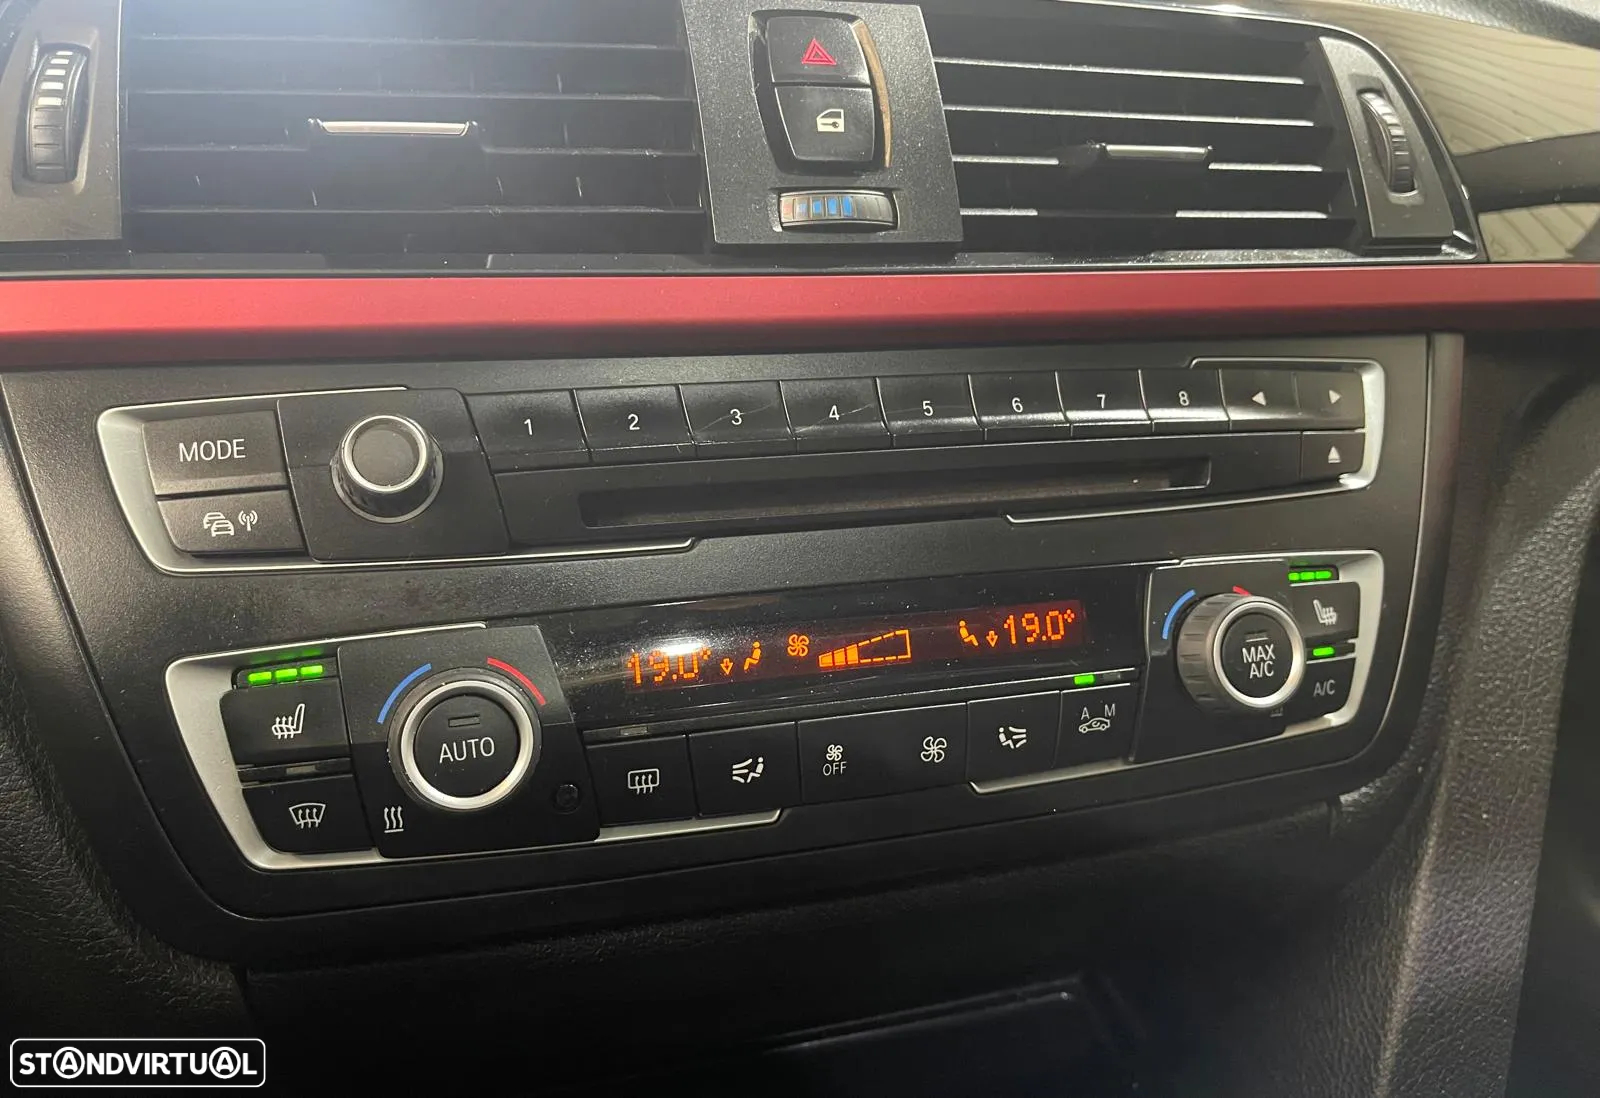 MODE
1 2 3 4 5 6 7 8
19.0° 19.0°
MAX
A/C
A/C
AUTO
OFF
A M
STANDVIRTUAL